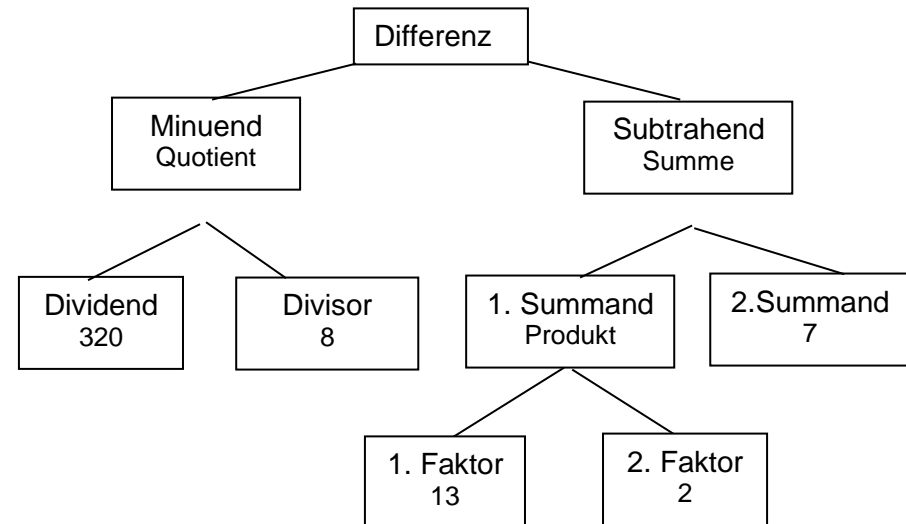 Differenz
Minuend
Quotient
Subtrahend
Summe
Dividend
320
Divisor
8
1. Summand
Produkt
2.Summand
7
1. Faktor
13
2. Faktor
2